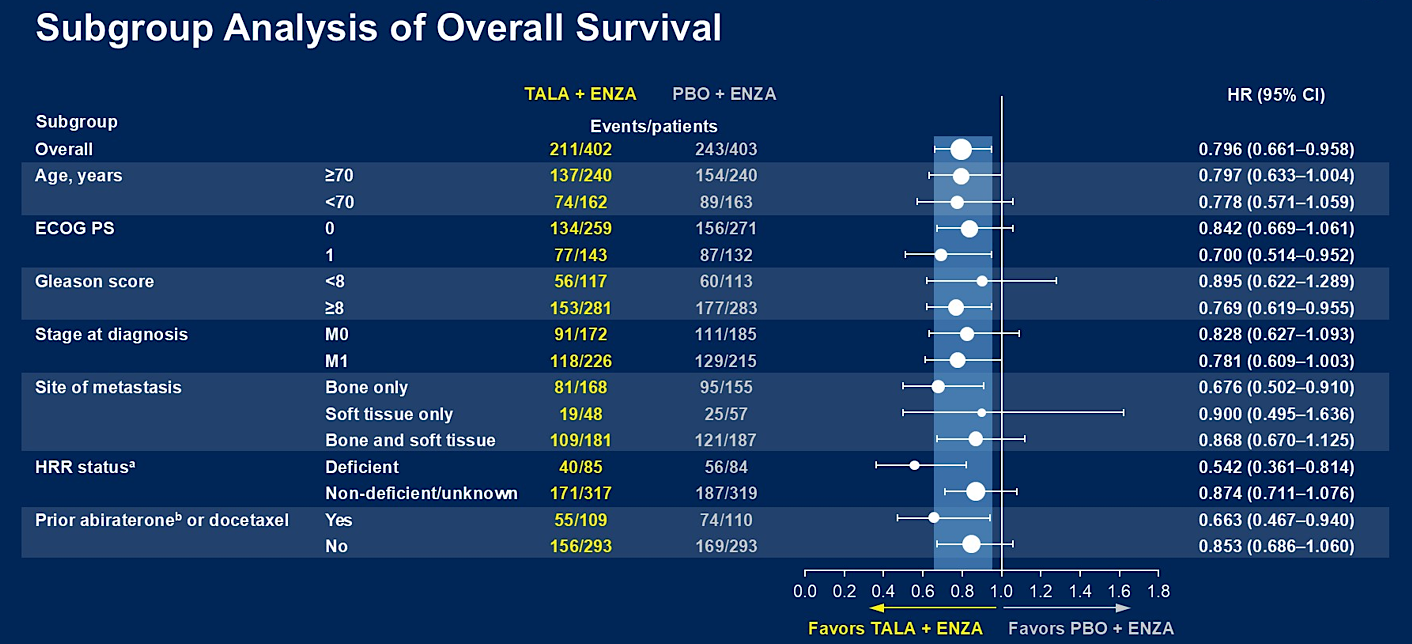 Subgroup Analysis of Overall Survival
TALA + ENZA PBO + ENZA HR (95% CI)
Subgroup Events/patients
Overall 211/402 243/403 0.796 (0.661–0.958)
Age, years ≥70 137/240 154/240 0.797 (0.633–1.004)
<70 74/162 89/163 0.778 (0.571–1.059)
ECOG PS 0 134/259 156/271 0.842 (0.669–1.061)
1 77/143 87/132 0.700 (0.514–0.952)
Gleason score <8 56/117 60/113 0.895 (0.622–1.289)
≥8 153/281 177/283 0.769 (0.619–0.955)
Stage at diagnosis M0 91/172 111/185 0.828 (0.627–1.093)
M1 118/226 129/215 0.781 (0.609–1.003)
Site of metastasis Bone only 81/168 95/155 0.676 (0.502–0.910)
Soft tissue only 19/48 25/57 0.900 (0.495–1.636)
Bone and soft tissue 109/181 121/187 0.868 (0.670–1.125)
HRR statusᵃ Deficient 40/85 56/84 0.542 (0.361–0.814)
Non-deficient/unknown 171/317 187/319 0.874 (0.711–1.076)
Prior abirateroneᵇ or docetaxel Yes 55/109 74/110 0.663 (0.467–0.940)
No 156/293 169/293 0.853 (0.686–1.060)
0.0 0.2 0.4 0.6 0.8 1.0 1.2 1.4 1.6 1.8
Favors TALA + ENZA Favors PBO + ENZA